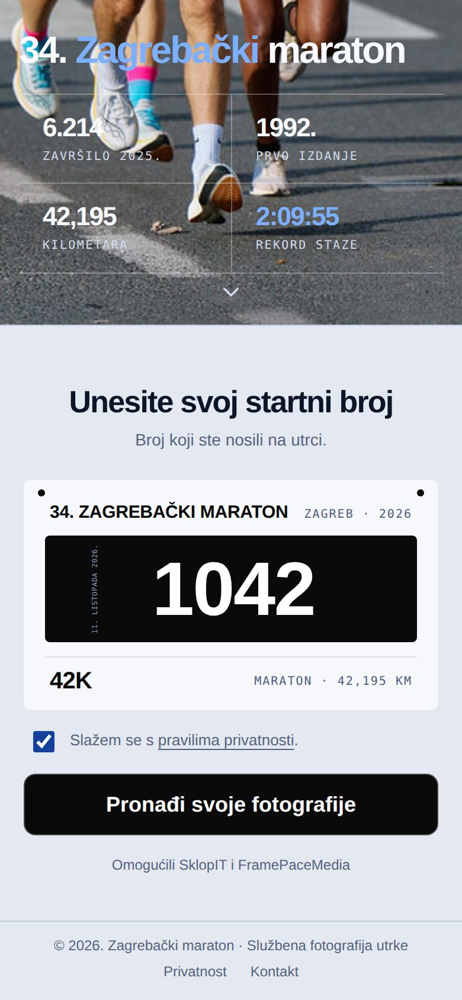 34. Zagrebački maraton
6.214
ZAVRŠILO 2025.
1992.
PRVO IZDANJE
42,195
KILOMETARA
2:09:55
REKORD STAZE
Unesite svoj startni broj
Broj koji ste nosili na utrci.
34. ZAGREBAČKI MARATON
ZAGREB · 2026
11. LISTOPADA 2026.
1042
42K
MARATON · 42,195 KM
Slažem se s pravilima privatnosti.
Pronađi svoje fotografije
Omogućili SklopIT i FramePaceMedia
© 2026. Zagrebački maraton · Službena fotografija utrke
Privatnost Kontakt